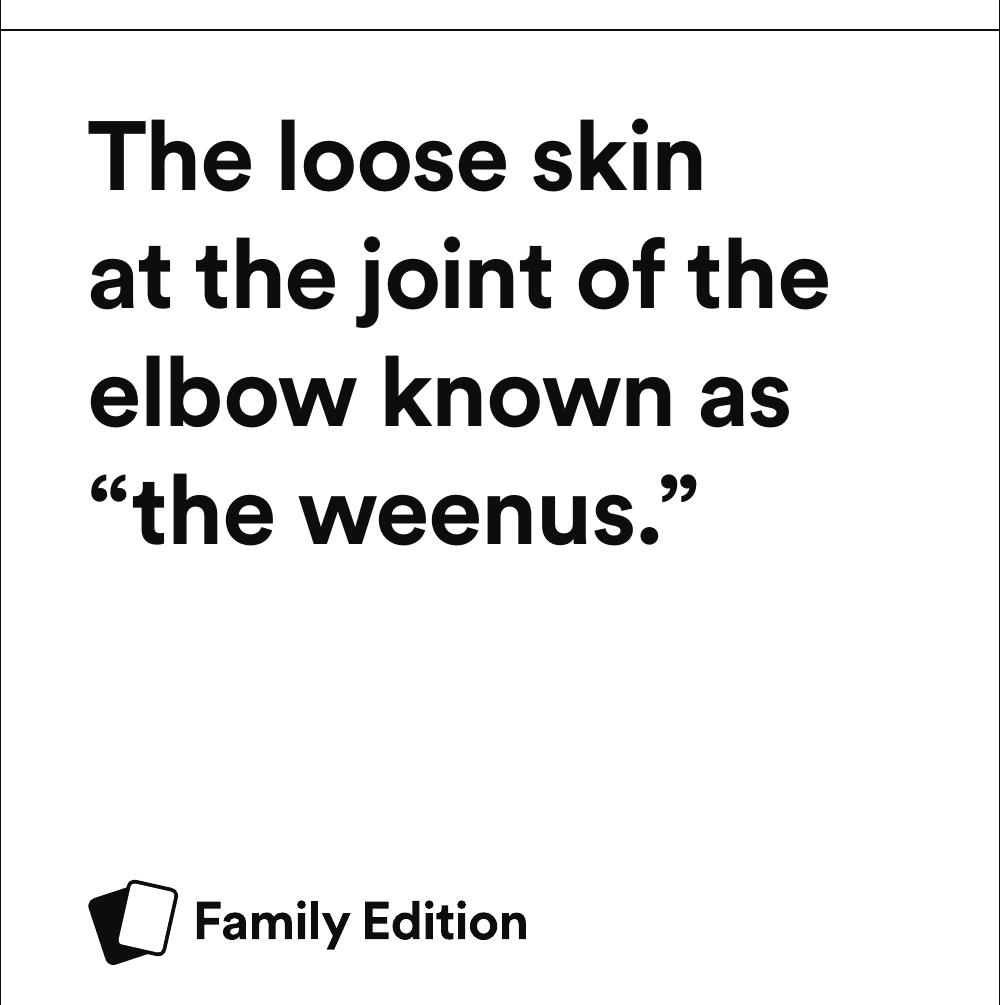 The loose skin
at the joint of the
elbow known as
“the weenus.”
Family Edition